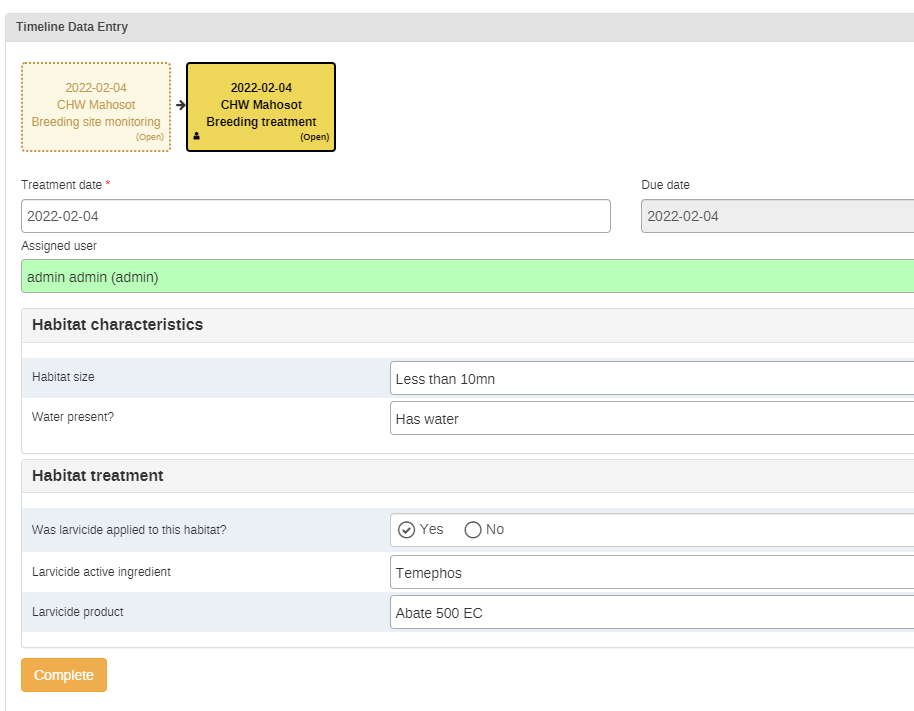 Timeline Data Entry
2022-02-04
CHW Mahosot
Breeding site monitoring
(Open)
2022-02-04
CHW Mahosot
Breeding treatment
(Open)
Treatment date *
Due date
2022-02-04
2022-02-04
Assigned user
admin admin (admin)
Habitat characteristics
Habitat size
Less than 10mn
Water present?
Has water
Habitat treatment
Was larvicide applied to this habitat?
Yes No
Larvicide active ingredient
Temephos
Larvicide product
Abate 500 EC
Complete